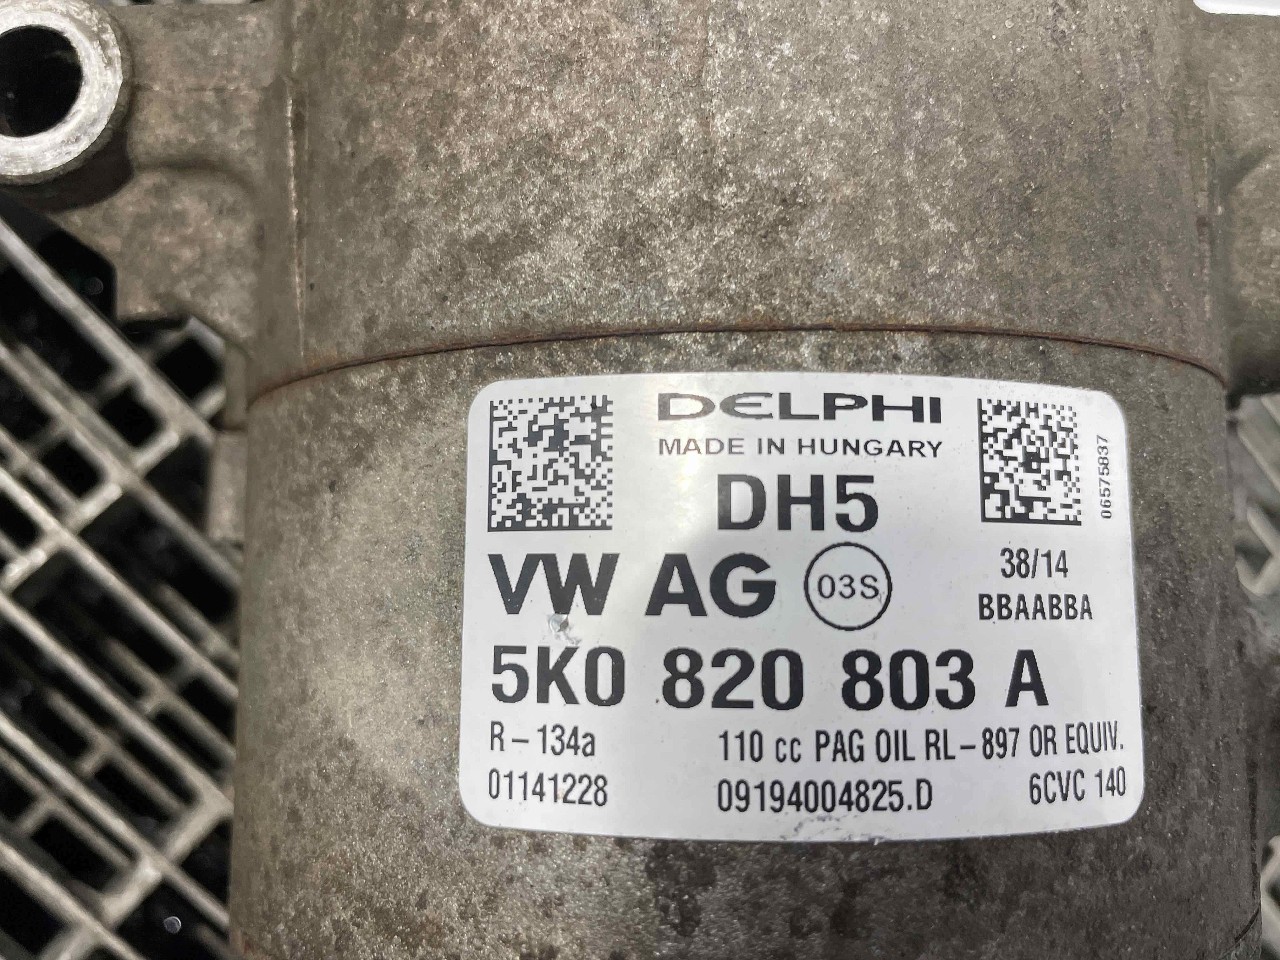 DELPHI
MADE IN HUNGARY
DH5
06575837
VW AG 03S
38/14
BBAABBA
5K0 820 803 A
R-134a 110 cc PAG OIL RL-897 OR EQUIV.
01141228 09194004825.D 6CVC 140